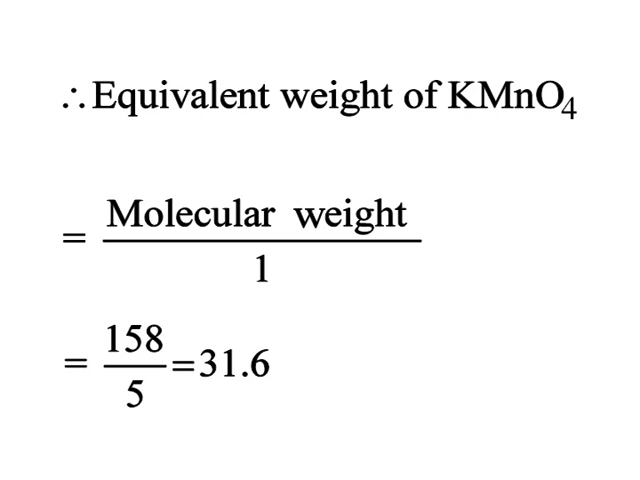 ∴ Equivalent weight of KMnO₄
= Molecular weight / 1
= 158 / 5 = 31.6